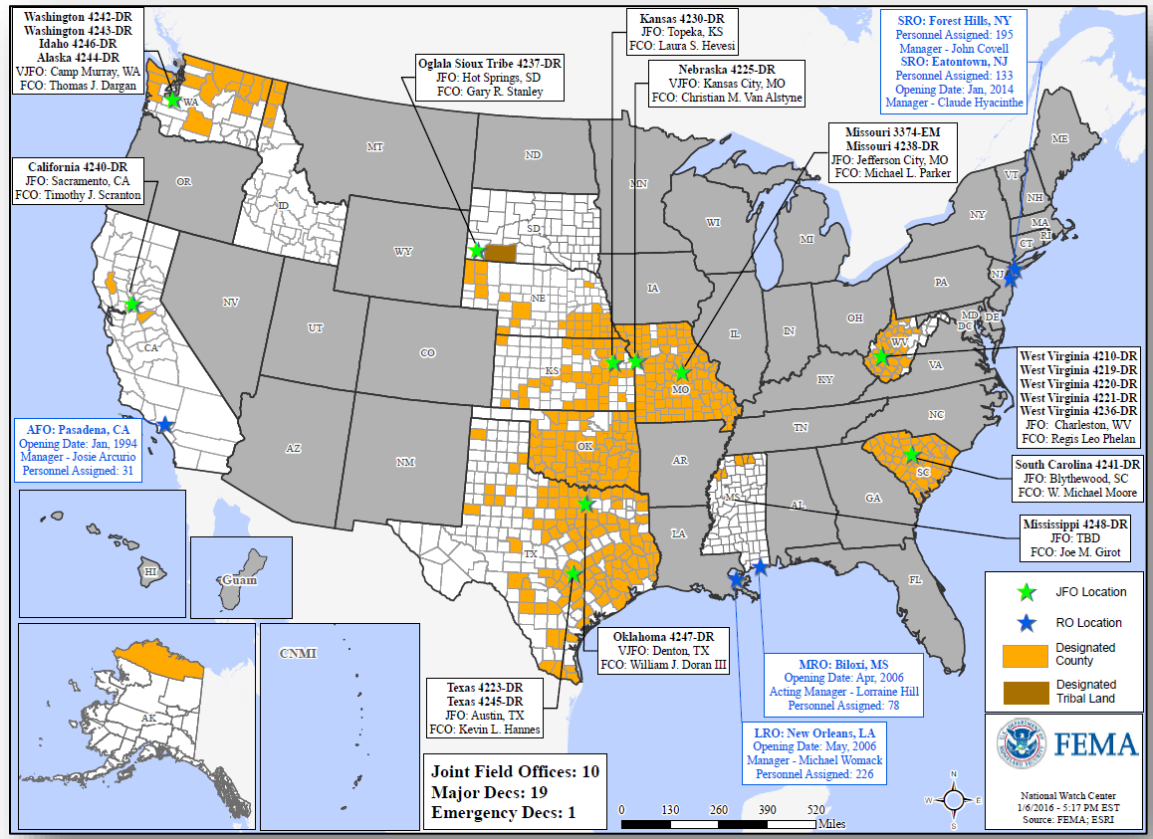 Washington 4242-DR
Washington 4243-DR
Idaho 4246-DR
Alaska 4244-DR
VJFO: Camp Murray, WA
FCO: Thomas J. Dargan
Oglala Sioux Tribe 4237-DR
JFO: Hot Springs, SD
FCO: Gary R. Stanley
Kansas 4230-DR
JFO: Topeka, KS
FCO: Laura S. Hevesi
Nebraska 4225-DR
VJFO: Kansas City, MO
FCO: Christian M. Van Alstyne
SRO: Forest Hills, NY
Personnel Assigned: 195
Manager - John Covell
SRO: Eatontown, NJ
Personnel Assigned: 133
Opening Date: Jan, 2014
Manager - Claude Hyacinthe
Missouri 3374-EM
Missouri 4238-DR
JFO: Jefferson City, MO
FCO: Michael L. Parker
California 4240-DR
JFO: Sacramento, CA
FCO: Timothy J. Scranton
WA
MT
ND
MN
ME
OR
ID
SD
WI
MI
VT
NH
NY
MA
RI
CT
WY
NE
IA
PA
NJ
NV
UT
CO
KS
MO
IL
IN
OH
MD
DE
DC
WV
VA
KY
CA
AZ
NM
OK
AR
TN
NC
SC
TX
LA
MS
AL
GA
FL
HI
Guam
AK
CNMI
West Virginia 4210-DR
West Virginia 4219-DR
West Virginia 4220-DR
West Virginia 4221-DR
West Virginia 4236-DR
JFO: Charleston, WV
FCO: Regis Leo Phelan
AFO: Pasadena, CA
Opening Date: Jan, 1994
Manager - Josie Arcurio
Personnel Assigned: 31
South Carolina 4241-DR
JFO: Blythewood, SC
FCO: W. Michael Moore
Mississippi 4248-DR
JFO: TBD
FCO: Joe M. Girot
Oklahoma 4247-DR
VJFO: Denton, TX
FCO: William J. Doran III
Texas 4223-DR
Texas 4245-DR
JFO: Austin, TX
FCO: Kevin L. Hannes
MRO: Biloxi, MS
Opening Date: Apr, 2006
Acting Manager - Lorraine Hill
Personnel Assigned: 78
LRO: New Orleans, LA
Opening Date: May, 2006
Manager - Michael Womack
Personnel Assigned: 226
JFO Location
RO Location
Designated
County
Designated
Tribal Land
Joint Field Offices: 10
Major Decs: 19
Emergency Decs: 1
0 130 260 390 520
Miles
N
W E
S
FEMA
National Watch Center
1/6/2016 - 5:17 PM EST
Source: FEMA; ESRI